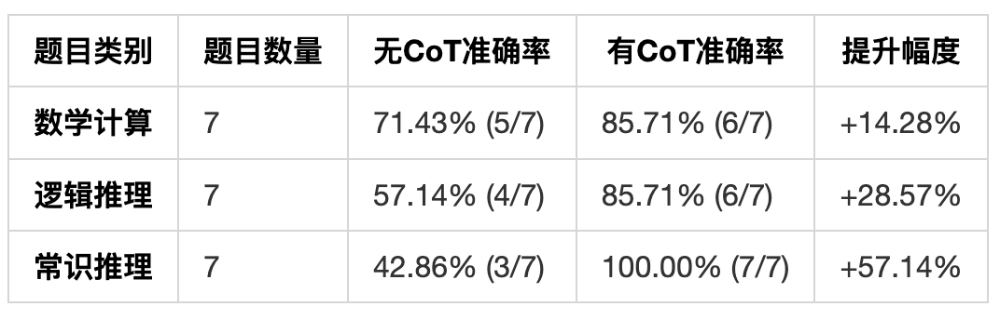 题目类别 题目数量 无CoT准确率 有CoT准确率 提升幅度
数学计算 7 71.43% (5/7) 85.71% (6/7) +14.28%
逻辑推理 7 57.14% (4/7) 85.71% (6/7) +28.57%
常识推理 7 42.86% (3/7) 100.00% (7/7) +57.14%